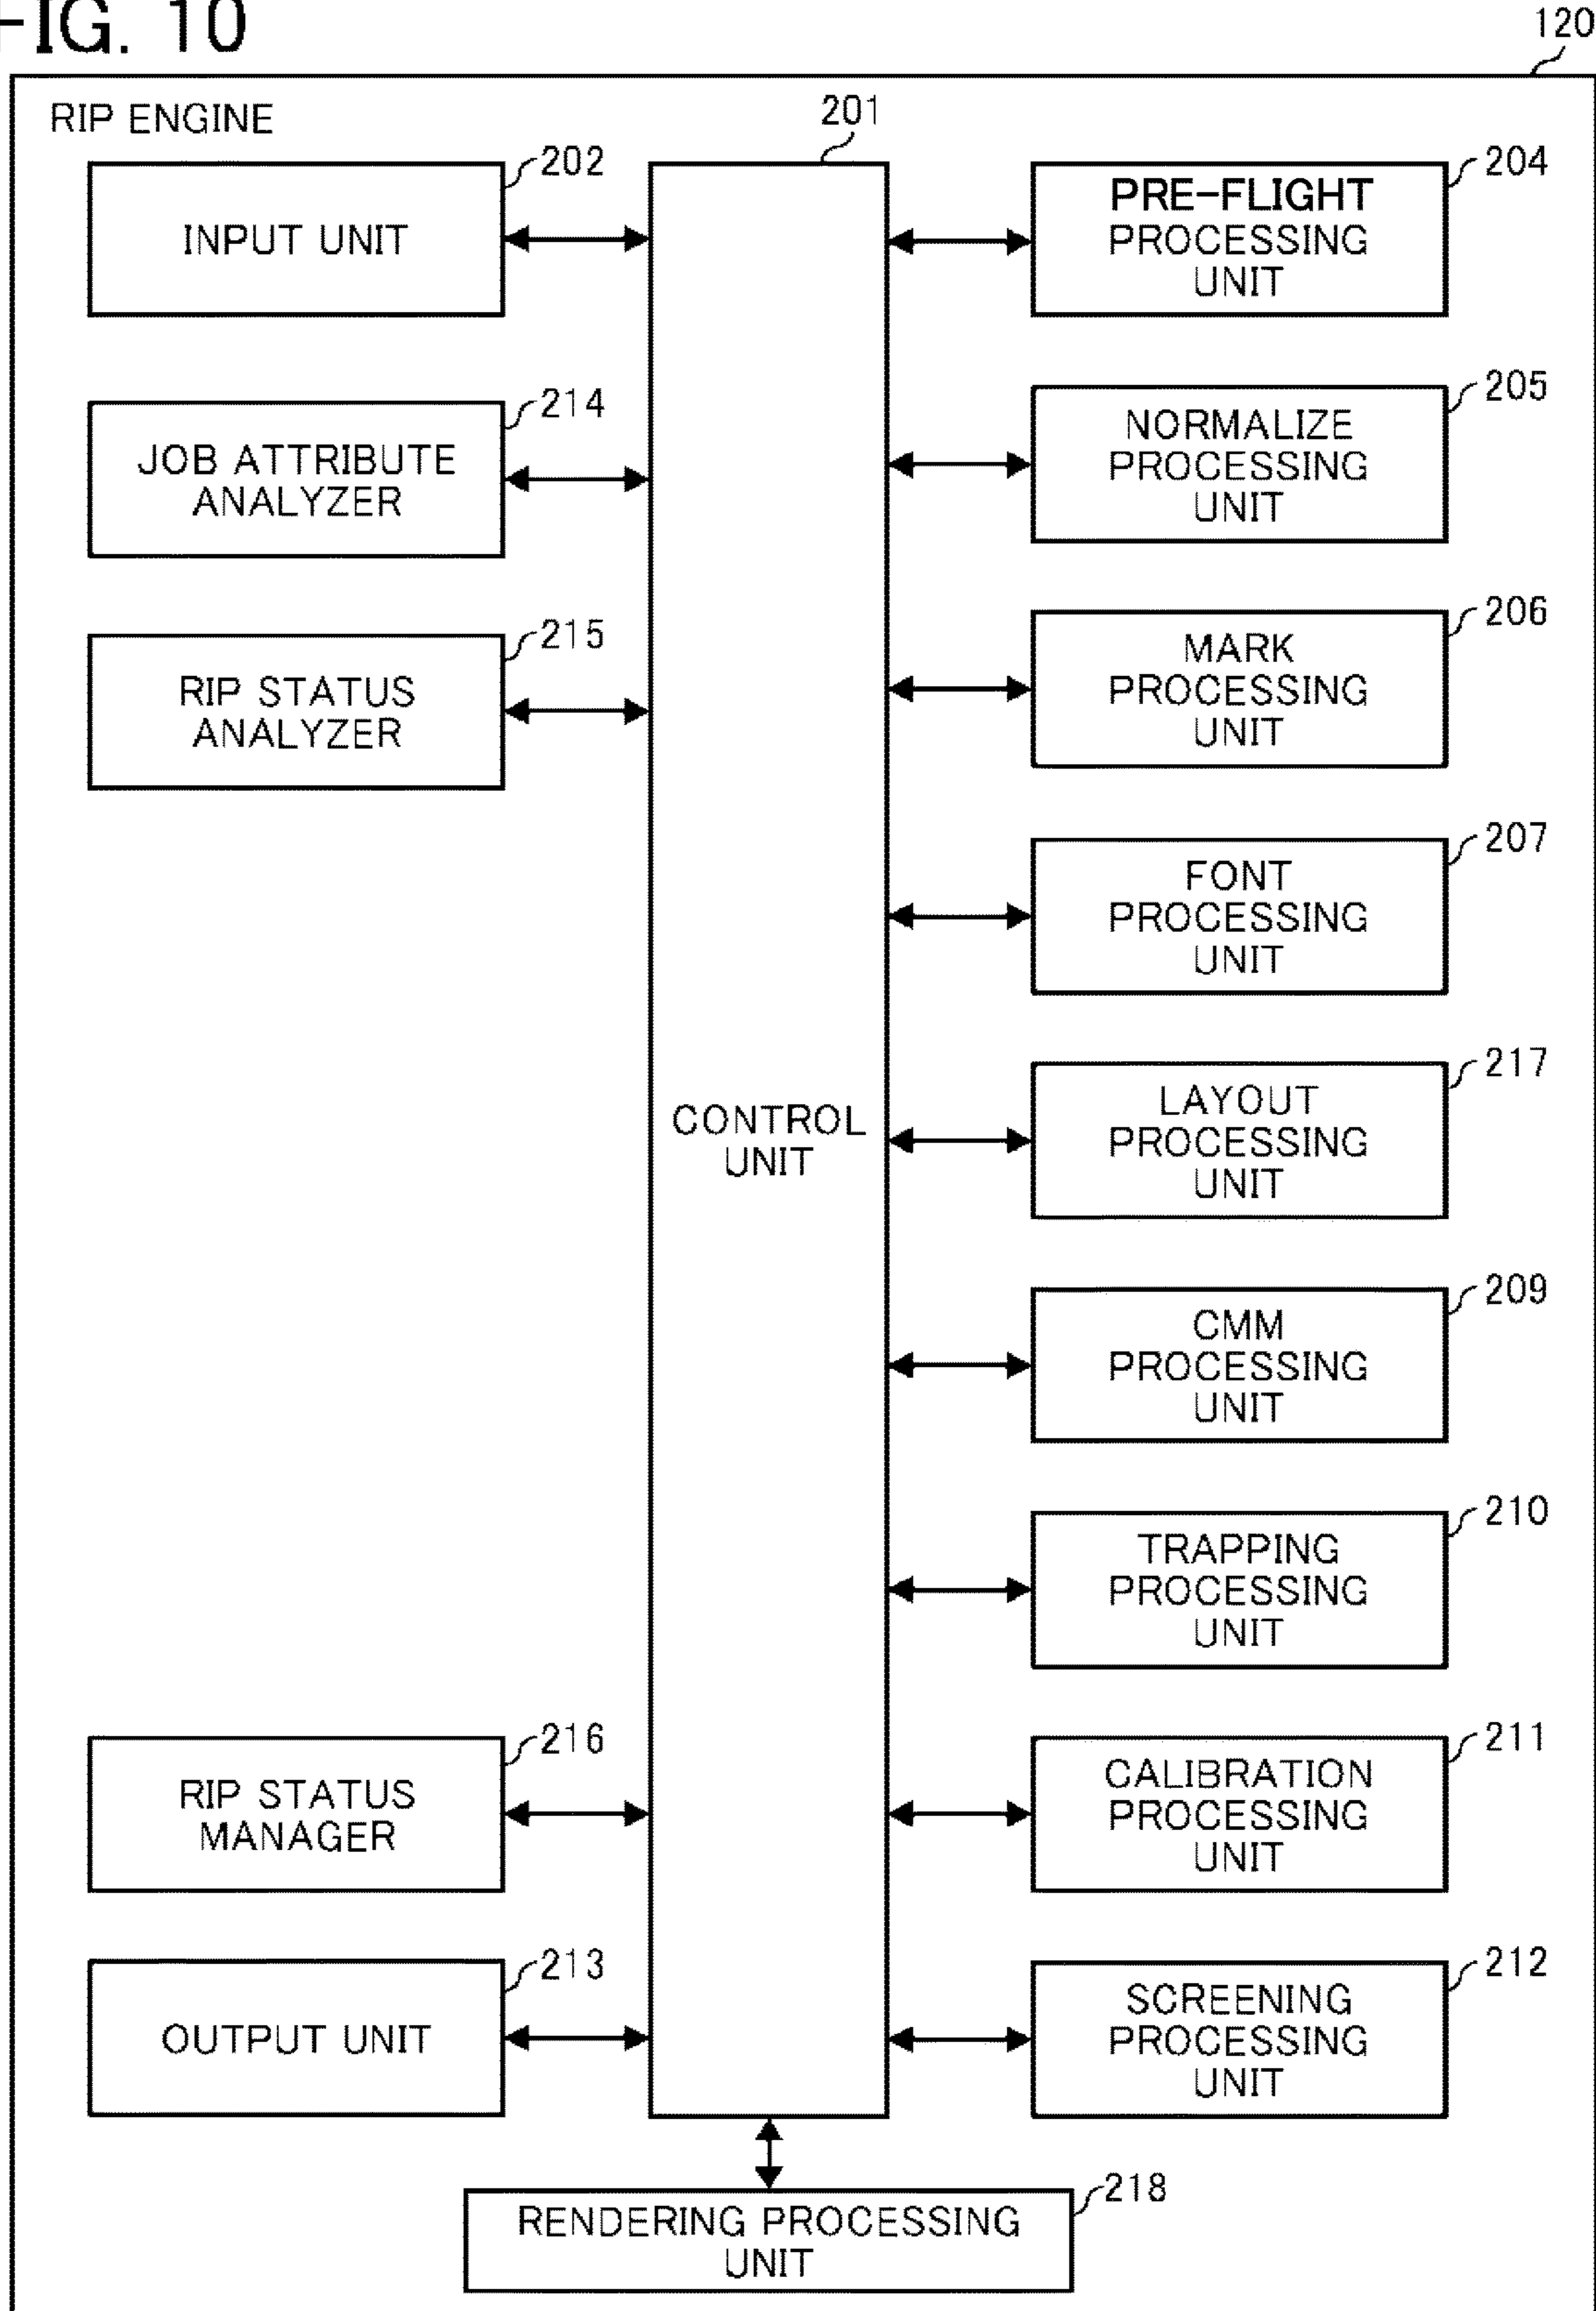 FIG. 10
120
RIP ENGINE
201
202
INPUT UNIT
204
PRE-FLIGHT
PROCESSING
UNIT
214
JOB ATTRIBUTE
ANALYZER
205
NORMALIZE
PROCESSING
UNIT
215
RIP STATUS
ANALYZER
206
MARK
PROCESSING
UNIT
207
FONT
PROCESSING
UNIT
CONTROL
UNIT
217
LAYOUT
PROCESSING
UNIT
209
CMM
PROCESSING
UNIT
210
TRAPPING
PROCESSING
UNIT
216
RIP STATUS
MANAGER
211
CALIBRATION
PROCESSING
UNIT
213
OUTPUT UNIT
212
SCREENING
PROCESSING
UNIT
218
RENDERING PROCESSING
UNIT